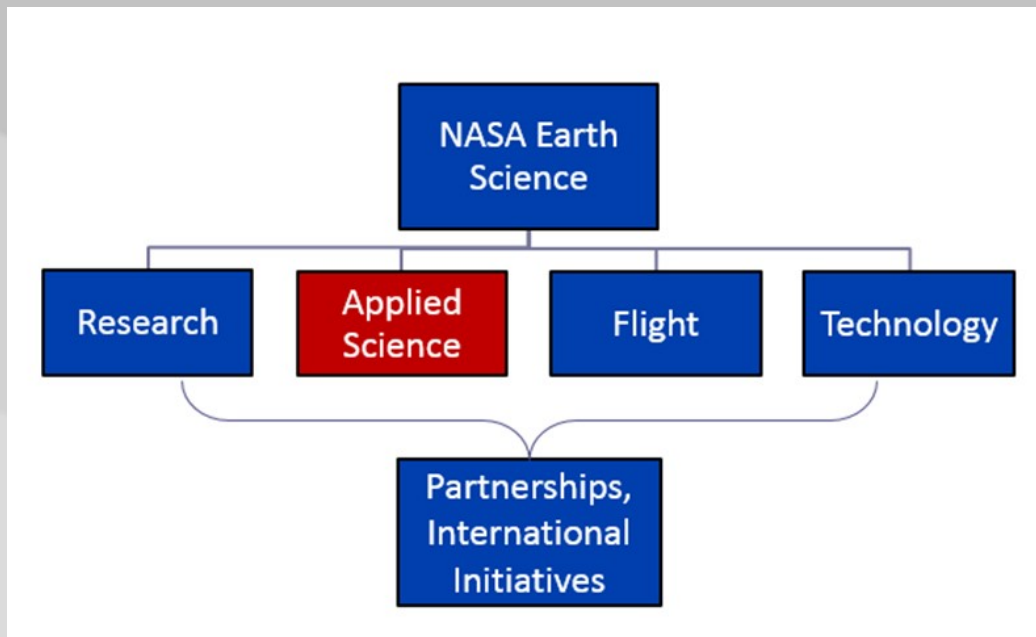 NASA Earth
Science
Research
Applied
Science
Flight
Technology
Partnerships,
International
Initiatives